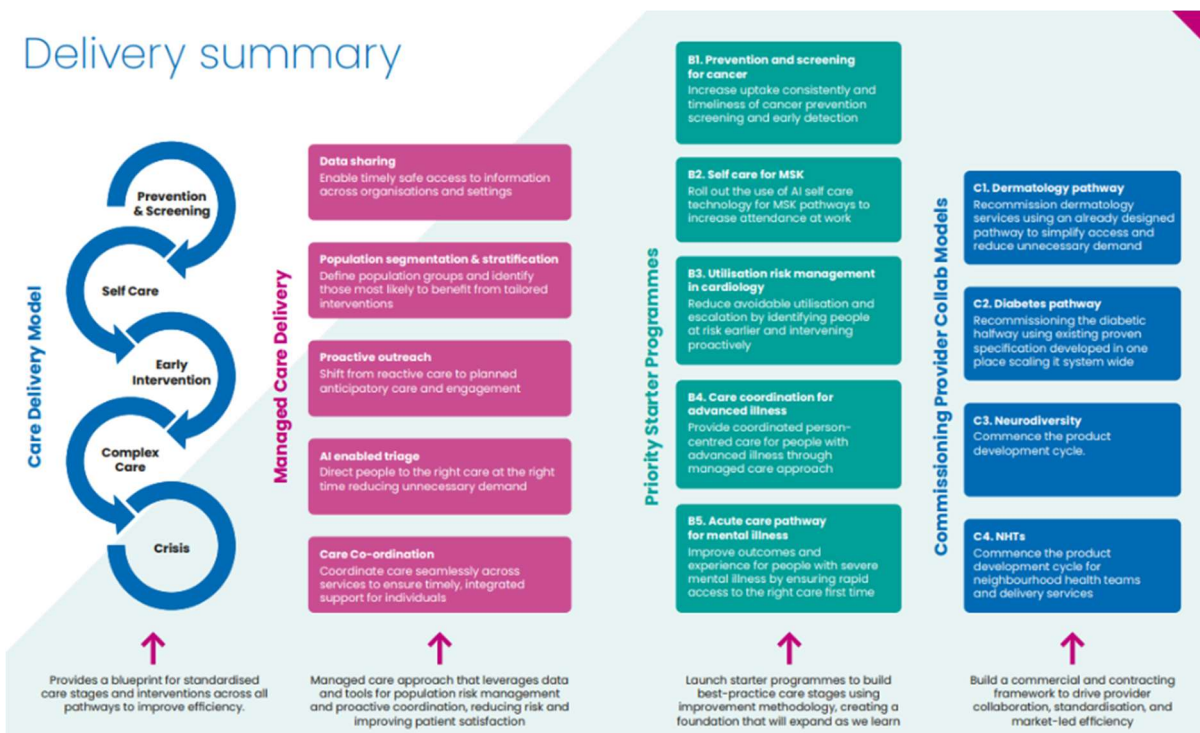 Delivery summary
Care Delivery Model
Prevention
& Screening
Self Care
Early
Intervention
Complex
Care
Crisis
Provides a blueprint for standardised
care stages and interventions across all
pathways to improve efficiency.
Managed Care Delivery
Data sharing
Enable timely safe access to information
across organisations and settings
Population segmentation & stratification
Define population groups and identify
those most likely to benefit from tailored
interventions
Proactive outreach
Shift from reactive care to planned
anticipatory care and engagement
AI enabled triage
Direct people to the right care at the right
time reducing unnecessary demand
Care Co-ordination
Coordinate care seamlessly across
services to ensure timely, integrated
support for individuals
Managed care approach that leverages data
and tools for population risk management
and proactive coordination, reducing risk and
improving patient satisfaction
Priority Starter Programmes
B1. Prevention and screening
for cancer
Increase uptake consistently and
timeliness of cancer prevention
screening and early detection
B2. Self care for MSK
Roll out the use of AI self care
technology for MSK pathways to
increase attendance at work
B3. Utilisation risk management
in cardiology
Reduce avoidable utilisation and
escalation by identifying people
at risk earlier and intervening
proactively
B4. Care coordination for
advanced illness
Provide coordinated person-
centred care for people with
advanced illness through
managed care approach
B5. Acute care pathway
for mental illness
Improve outcomes and
experience for people with severe
mental illness by ensuring rapid
access to the right care first time
Launch starter programmes to build
best-practice care stages using
improvement methodology, creating a
foundation that will expand as we learn
Commissioning Provider Collab Models
C1. Dermatology pathway
Recommission dermatology
services using an already designed
pathway to simplify access and
reduce unnecessary demand
C2. Diabetes pathway
Recommissioning the diabetic
halfway using existing proven
specification developed in one
place scaling it system wide
C3. Neurodiversity
Commence the product
development cycle.
C4. NHTs
Commence the product
development cycle for
neighbourhood health teams
and delivery services
Build a commercial and contracting
framework to drive provider
collaboration, standardisation, and
market-led efficiency